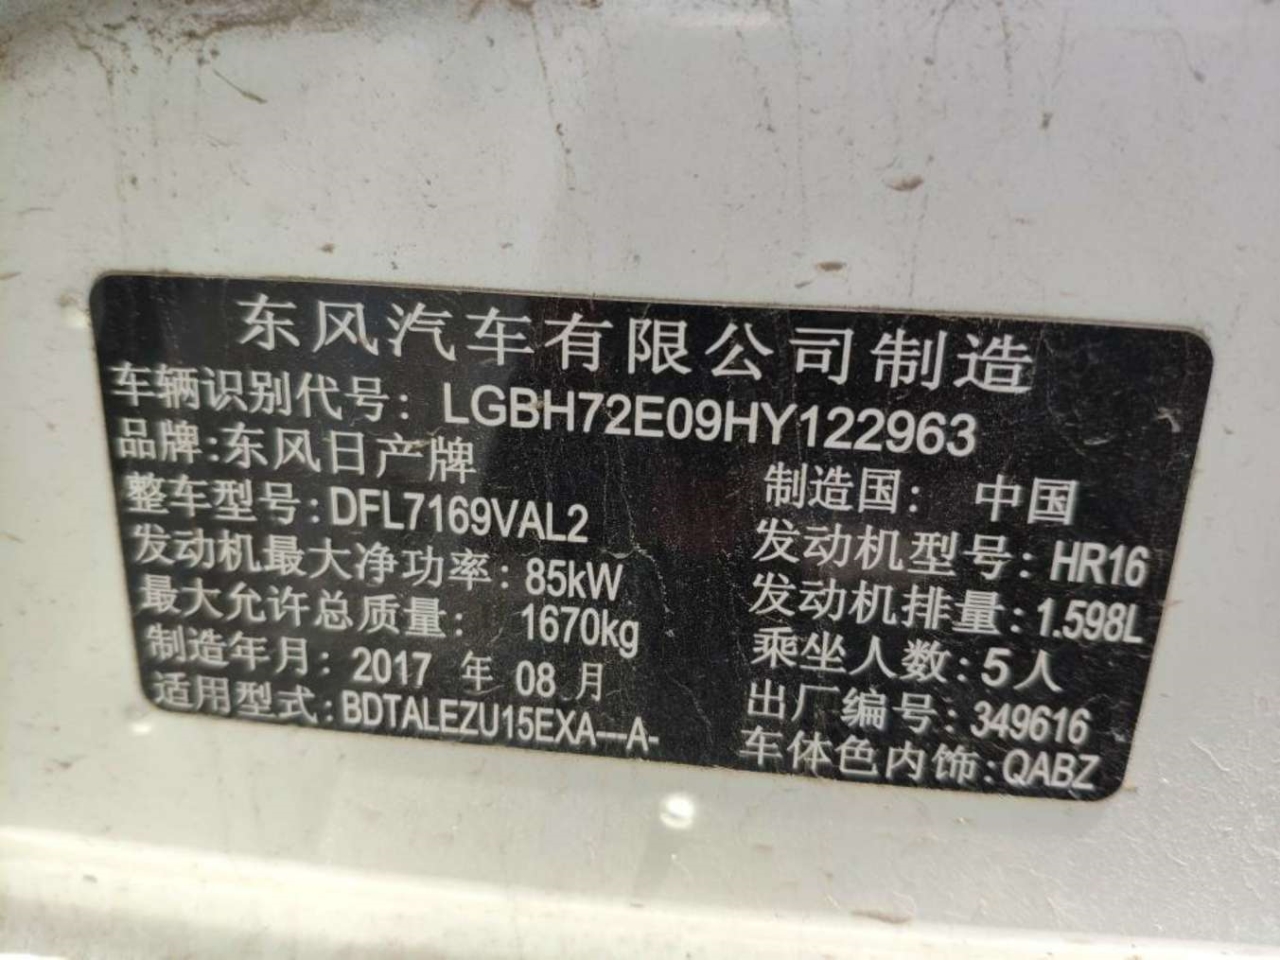 东风汽车有限公司制造
车辆识别代号: LGBH72E09HY122963
品牌:东风日产牌 制造国: 中国
整车型号:DFL7169VAL2 发动机型号:HR16
发动机最大净功率:85kW 发动机排量:1.598L
最大允许总质量: 1670kg 乘坐人数:5人
制造年月: 2017 年 08 月 出厂编号:349616
适用型式:BDTALEZU15EXA---A- 车体色内饰:QABZ